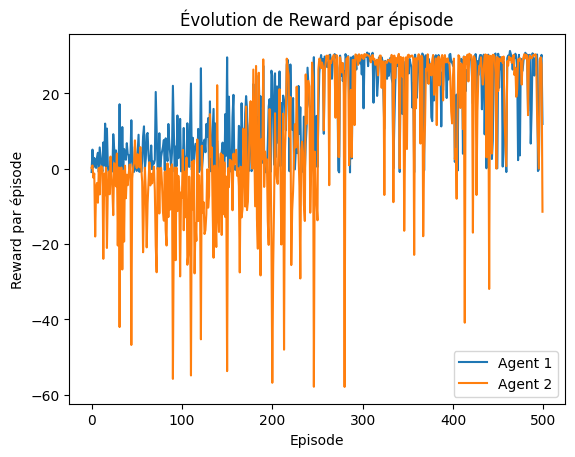 Évolution de Reward par épisode
Reward par épisode
20
0
−20
−40
−60
0
100
200
300
400
500
Episode
Agent 1
Agent 2